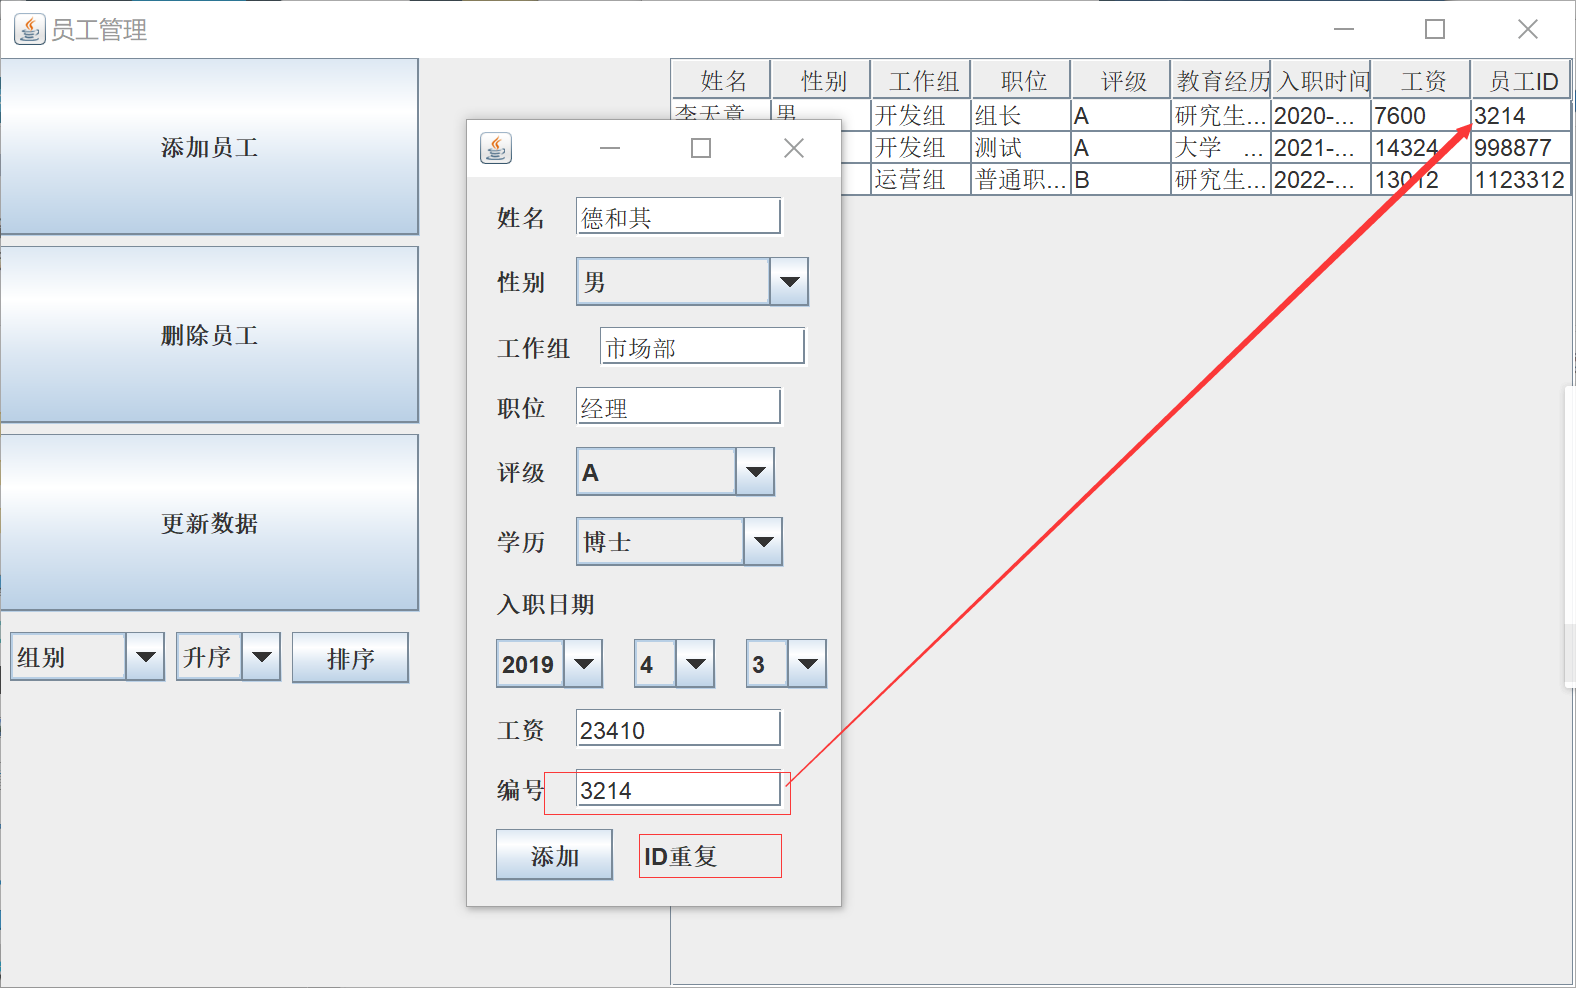 员工管理
添加员工
删除员工
更新数据
组别 升序 排序
姓名 性别 工作组 职位 评级 教育经历 入职时间 工资 员工ID
李天章 男 开发组 组长 A 研究生... 2020-... 7600 3214
开发组 测试 A 大学 ... 2021-... 14324 998877
运营组 普通职... B 研究生... 2022-... 13012 1123312
姓名 德和其
性别 男
工作组 市场部
职位 经理
评级 A
学历 博士
入职日期
2019 4 3
工资 23410
编号 3214
添加 ID重复